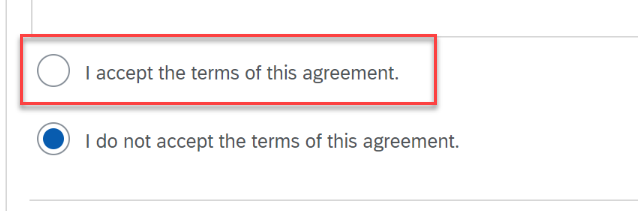 I accept the terms of this agreement.
I do not accept the terms of this agreement.